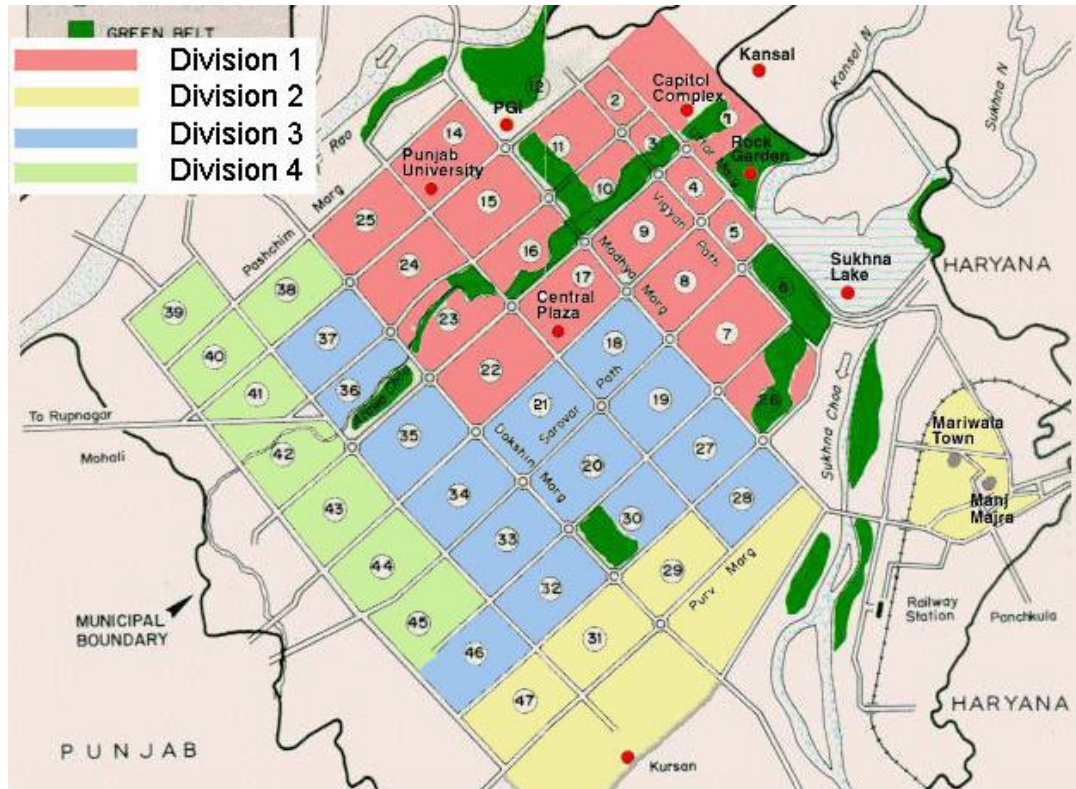 GREEN BELT
Division 1
Division 2
Division 3
Division 4
Kansal
Kansal N
Sukhna N
Capitol
Complex
PGI
12
2
1
14
11
3
Rao
Punjab
University
Uttar Marg
Rock
Garden
10
4
Marg
25
15
Vigyan
Path
5
9
16
Madhya
Marg
Pashchim
24
17
8
6
Sukhna
Lake
HARYANA
39
38
Central
Plaza
23
7
40
37
18
22
Path
41
36
21
Sarovar
19
26
Sukhna Choa
To Rupnagar
Mohali
42
35
Dakshin
Marg
20
27
Mariwata
Town
34
28
Manj
Majra
43
33
30
44
29
Purv Marg
32
MUNICIPAL
BOUNDARY
45
31
Railway
Station
Panchkula
46
47
HARYANA
PUNJAB
Kursan